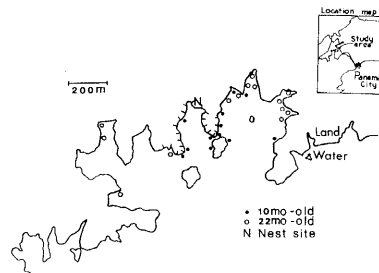 Location map
Study
area
Panama
City
200m
N
Land
Water
• 10mo-old
○ 22mo-old
N Nest site